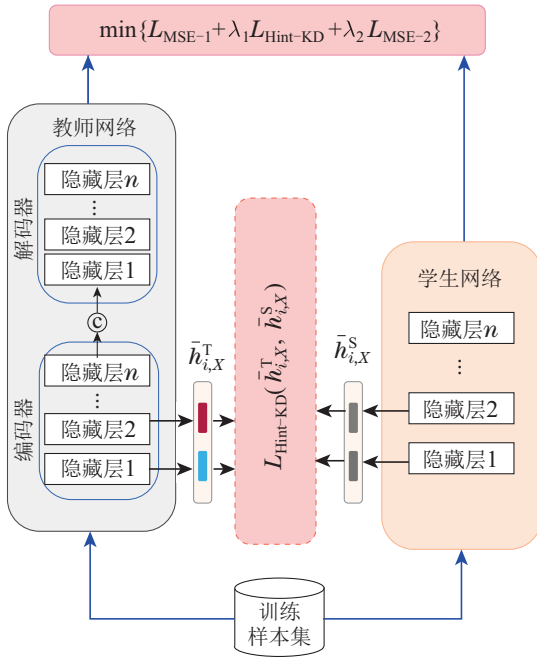 min{L_MSE-1+λ_1L_Hint-KD+λ_2L_MSE-2}
教师网络
解码器
隐藏层n
⋮
隐藏层2
隐藏层1
c
编码器
隐藏层n
⋮
隐藏层2
隐藏层1
h̄^T_i,X
L_Hint-KD(h̄^T_i,X, h̄^S_i,X)
h̄^S_i,X
学生网络
隐藏层n
⋮
隐藏层2
隐藏层1
训练
样本集